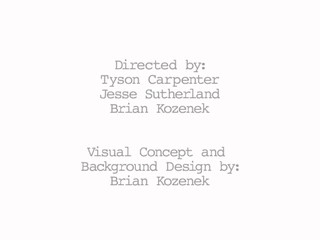 Directed by:
Tyson Carpenter
Jesse Sutherland
Brian Kozenek
Visual Concept and
Background Design by:
Brian Kozenek